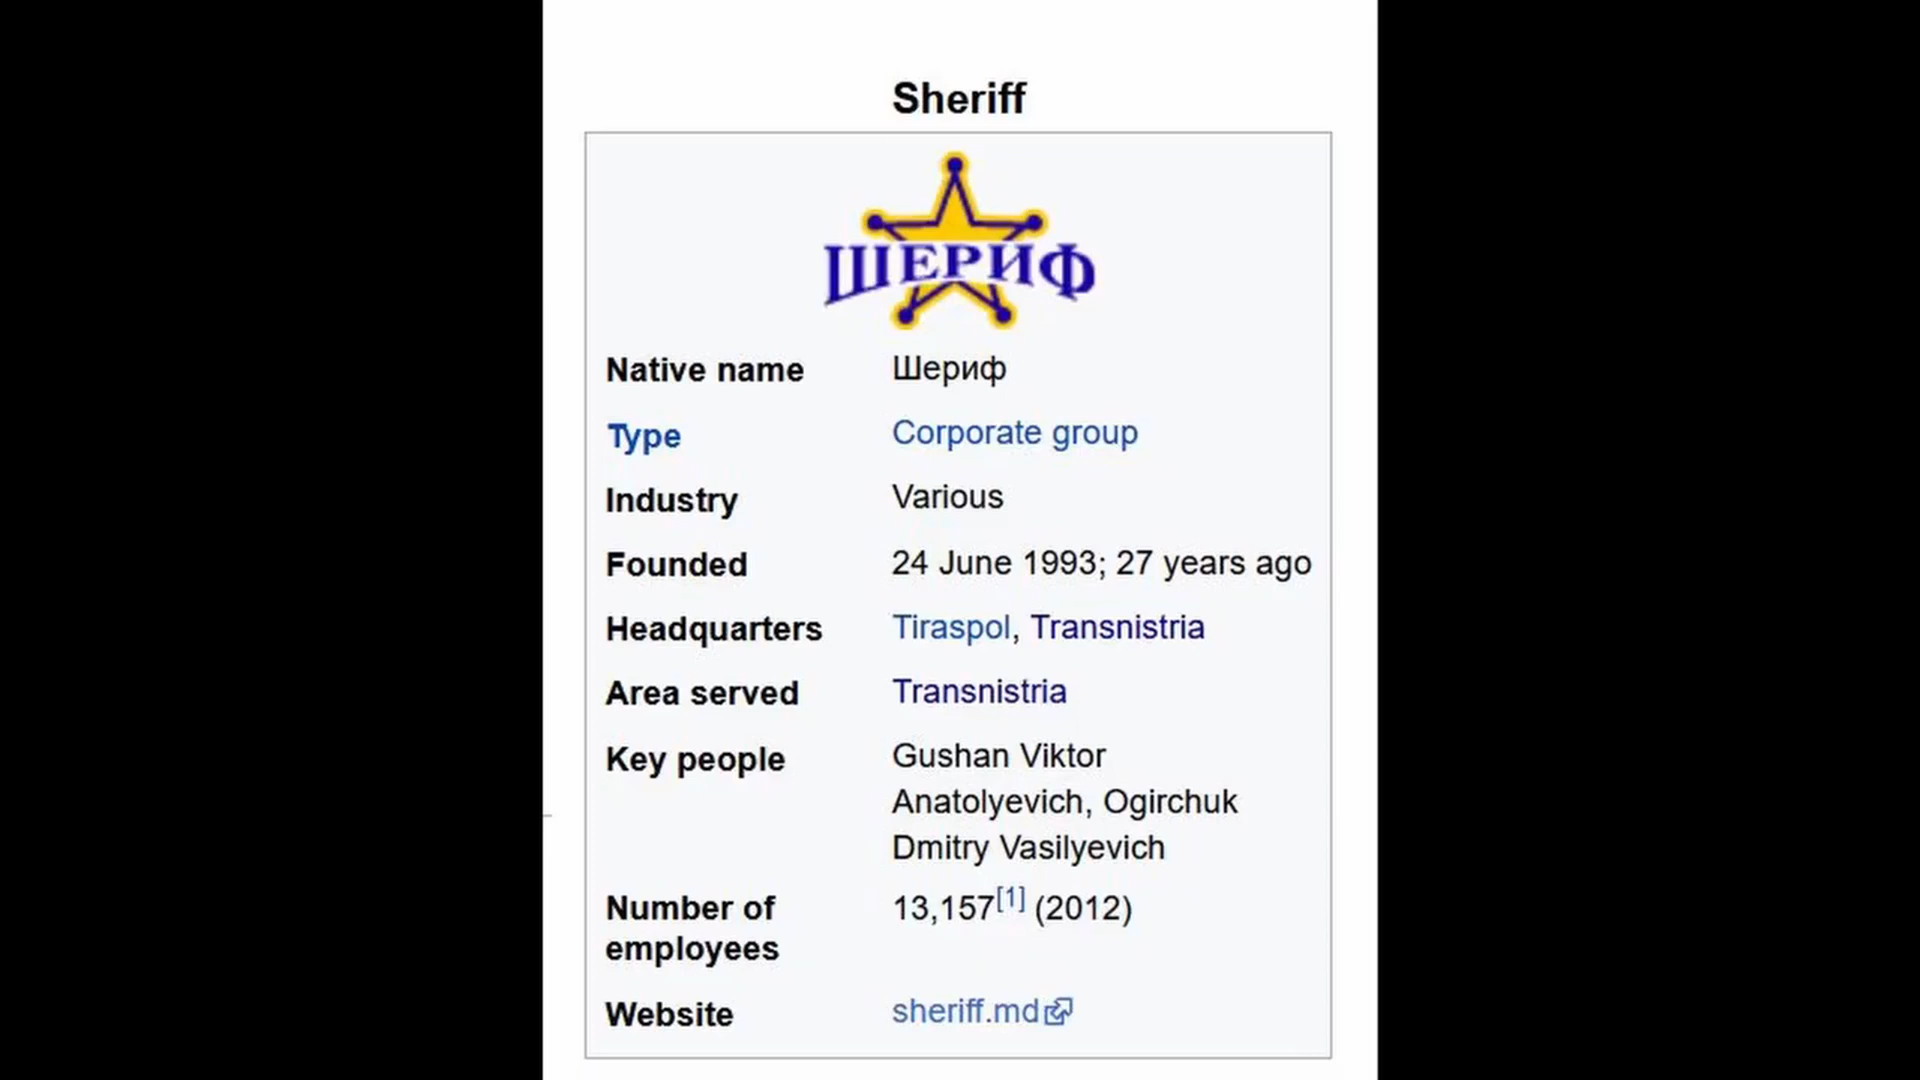 Sheriff
ШЕРИФ
Native name Шериф
Type Corporate group
Industry Various
Founded 24 June 1993; 27 years ago
Headquarters Tiraspol, Transnistria
Area served Transnistria
Key people Gushan Viktor
Anatolyevich, Ogirchuk
Dmitry Vasilyevich
Number of employees 13,157[1] (2012)
Website sheriff.md